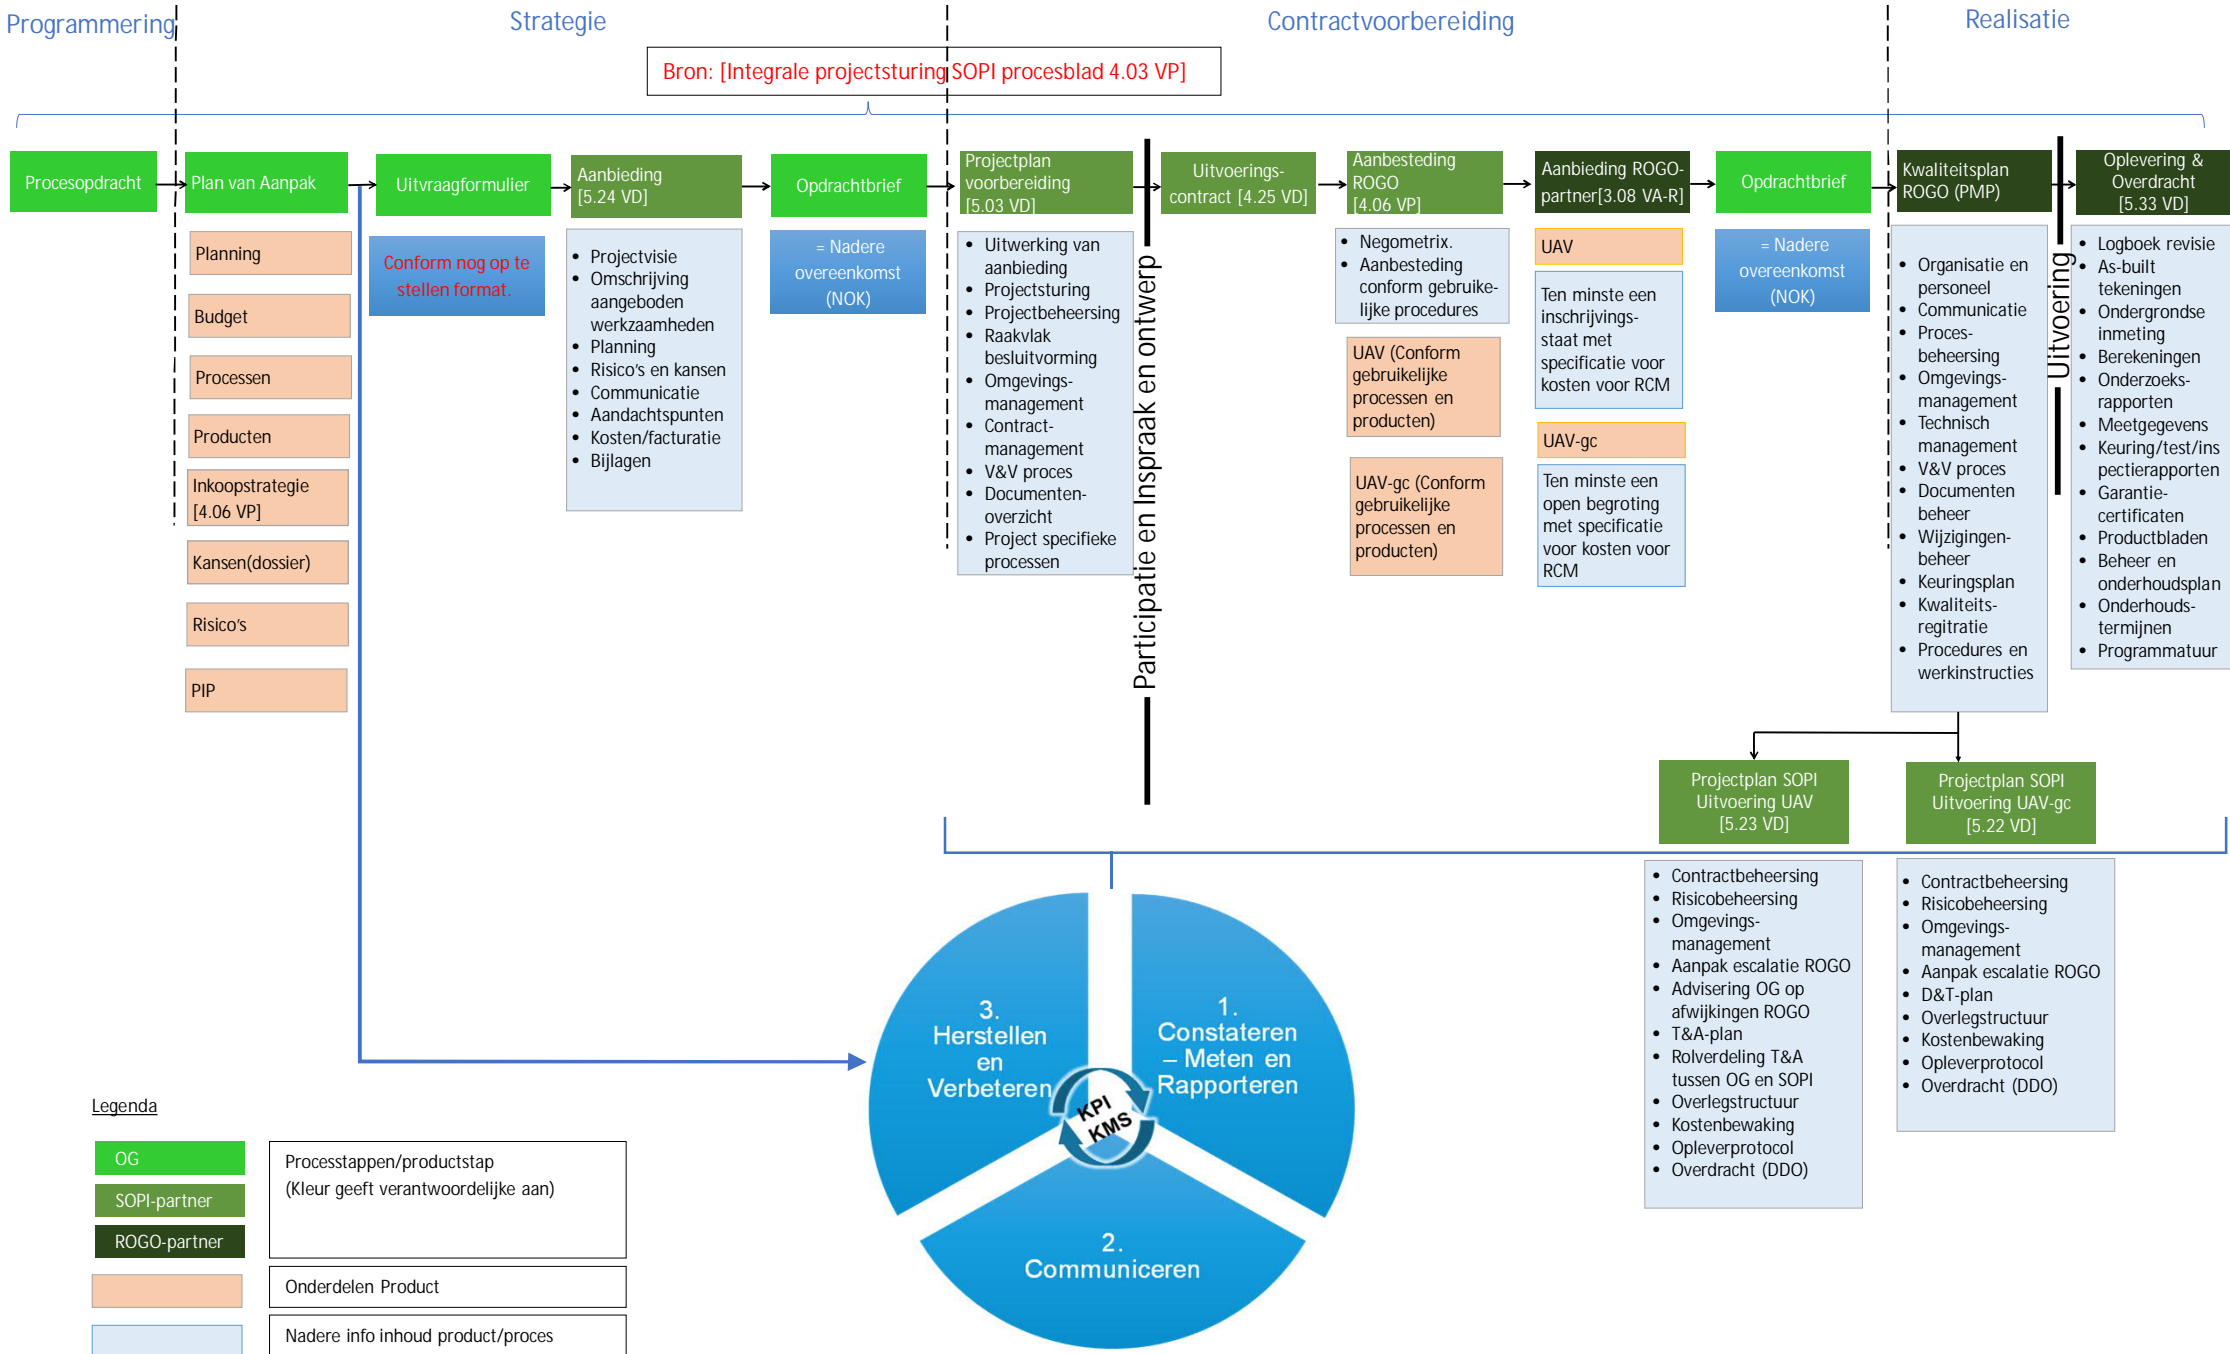 Programmering
Strategie
Contractvoorbereiding
Realisatie
Bron: [Integrale projectsturing SOPI procesblad 4.03 VP]
Procesopdracht
Plan van Aanpak
Uitvraagformulier
Aanbieding
[5.24 VD]
Opdrachtbrief
Projectplan
voorbereiding
[5.03 VD]
Uitvoerings-
contract [4.25 VD]
Aanbesteding
ROGO
[4.06 VP]
Aanbieding ROGO-
partner[3.08 VA-R]
Opdrachtbrief
Kwaliteitsplan
ROGO (PMP)
Oplevering &
Overdracht
[5.33 VD]
Planning
Budget
Processen
Producten
Inkoopstrategie
[4.06 VP]
Kansen(dossier)
Risico's
PIP
Conform nog op te
stellen format.
• Projectvisie
• Omschrijving
aangeboden
werkzaamheden
• Planning
• Risico's en kansen
• Communicatie
• Aandachtspunten
• Kosten/facturatie
• Bijlagen
= Nadere
overeenkomst
(NOK)
• Uitwerking van
aanbieding
• Projectsturing
• Projectbeheersing
• Raakvlak
besluitvorming
• Omgevings-
management
• Contract-
management
• V&V proces
• Documenten-
overzicht
• Project specifieke
processen
Participatie en Inspraak en ontwerp
• Negometrix.
• Aanbesteding
conform gebruike-
lijke procedures
UAV (Conform
gebruikelijke
processen en
producten)
UAV-gc (Conform
gebruikelijke
processen en
producten)
UAV
Ten minste een
inschrijvings-
staat met
specificatie voor
kosten voor RCM
UAV-gc
Ten minste een
open begroting
met specificatie
voor kosten voor
RCM
= Nadere
overeenkomst
(NOK)
• Organisatie en
personeel
• Communicatie
• Proces-
beheersing
• Omgevings-
management
• Technisch
management
• V&V proces
• Documenten
beheer
• Wijzigingen-
beheer
• Keuringsplan
• Kwaliteits-
regitratie
• Procedures en
werkinstructies
Uitvoering
• Logboek revisie
• As-built
tekeningen
• Ondergrondse
inmeting
• Berekeningen
• Onderzoeks-
rapporten
• Meetgegevens
• Keuring/test/ins
pectierapporten
• Garantie-
certificaten
• Productbladen
• Beheer en
onderhoudsplan
• Onderhouds-
termijnen
• Programmatuur
Projectplan SOPI
Uitvoering UAV
[5.23 VD]
Projectplan SOPI
Uitvoering UAV-gc
[5.22 VD]
• Contractbeheersing
• Risicobeheersing
• Omgevings-
management
• Aanpak escalatie ROGO
• Advisering OG op
afwijkingen ROGO
• T&A-plan
• Rolverdeling T&A
tussen OG en SOPI
• Overlegstructuur
• Kostenbewaking
• Opleverprotocol
• Overdracht (DDO)
• Contractbeheersing
• Risicobeheersing
• Omgevings-
management
• Aanpak escalatie ROGO
• D&T-plan
• Overlegstructuur
• Kostenbewaking
• Opleverprotocol
• Overdracht (DDO)
3.
Herstellen
en
Verbeteren
1.
Constateren
– Meten en
Rapporteren
KPI
KMS
2.
Communiceren
Legenda
OG
SOPI-partner
ROGO-partner
Processtappen/productstap
(Kleur geeft verantwoordelijke aan)
Onderdelen Product
Nadere info inhoud product/proces